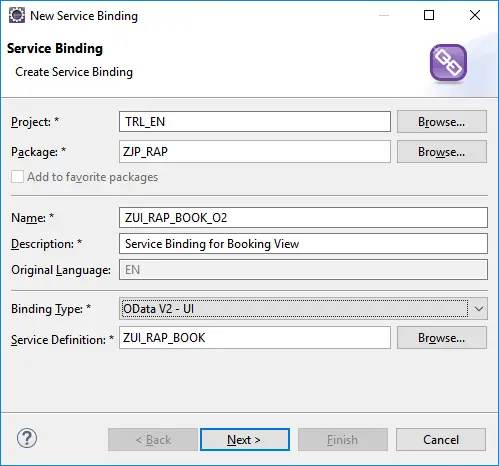 New Service Binding
Service Binding
Create Service Binding
Project: * TRL_EN Browse...
Package: * ZJP_RAP Browse...
Add to favorite packages
Name: * ZUI_RAP_BOOK_O2
Description: * Service Binding for Booking View
Original Language: EN
Binding Type: * OData V2 - UI
Service Definition: * ZUI_RAP_BOOK Browse...
? < Back Next > Finish Cancel